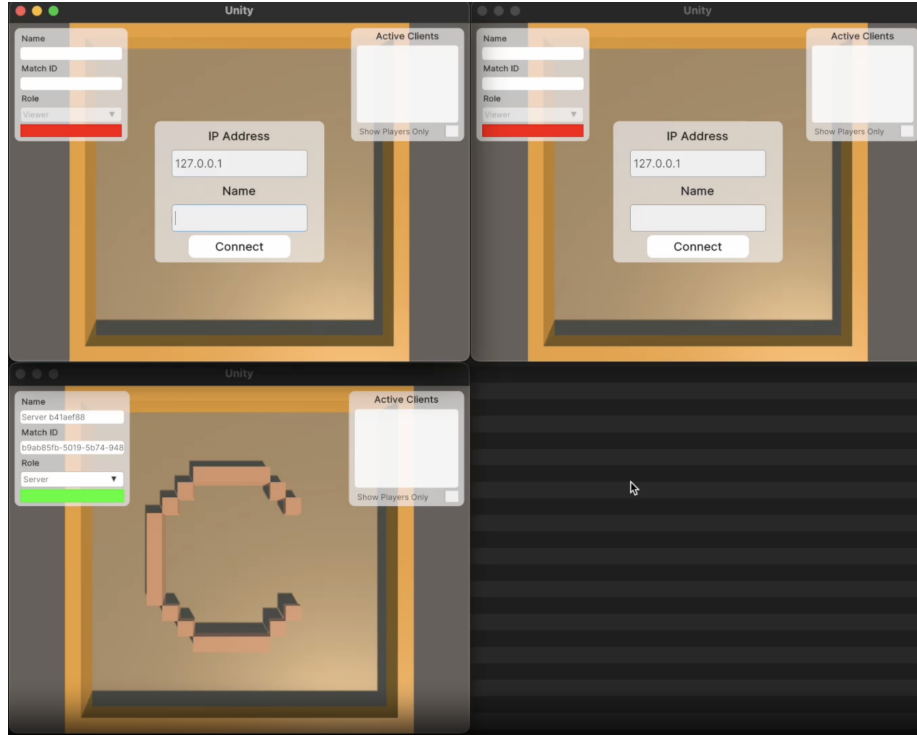 Unity
Name
Match ID
Role
Viewer
Active Clients
Show Players Only
IP Address
127.0.0.1
Name
Connect
Unity
Name
Match ID
Role
Viewer
Active Clients
Show Players Only
IP Address
127.0.0.1
Name
Connect
Unity
Name
Server b41aef88
Match ID
b9ab85fb-5019-5b74-948
Role
Server
Active Clients
Show Players Only